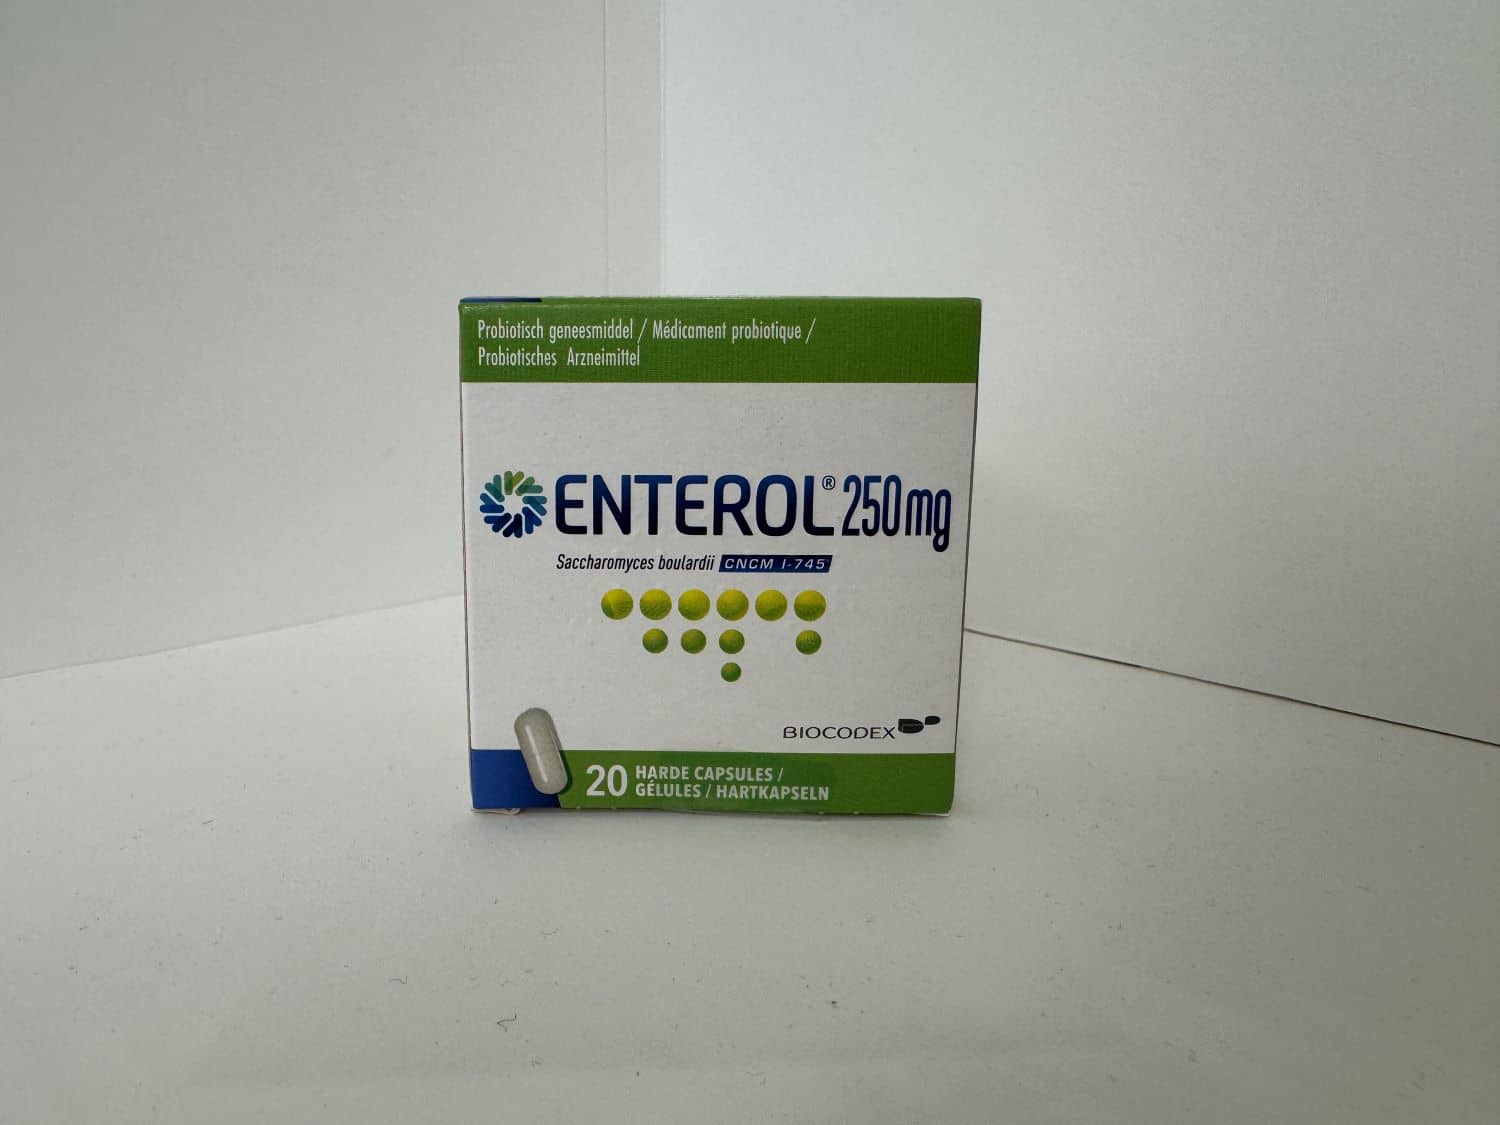 Probiotisch geneesmiddel / Médicament probiotique /
Probiotisches Arzneimittel
ENTEROL® 250mg
Saccharomyces boulardii CNCM I-745
BIOCODEX
20 HARDE CAPSULES /
GÉLULES / HARTKAPSELN